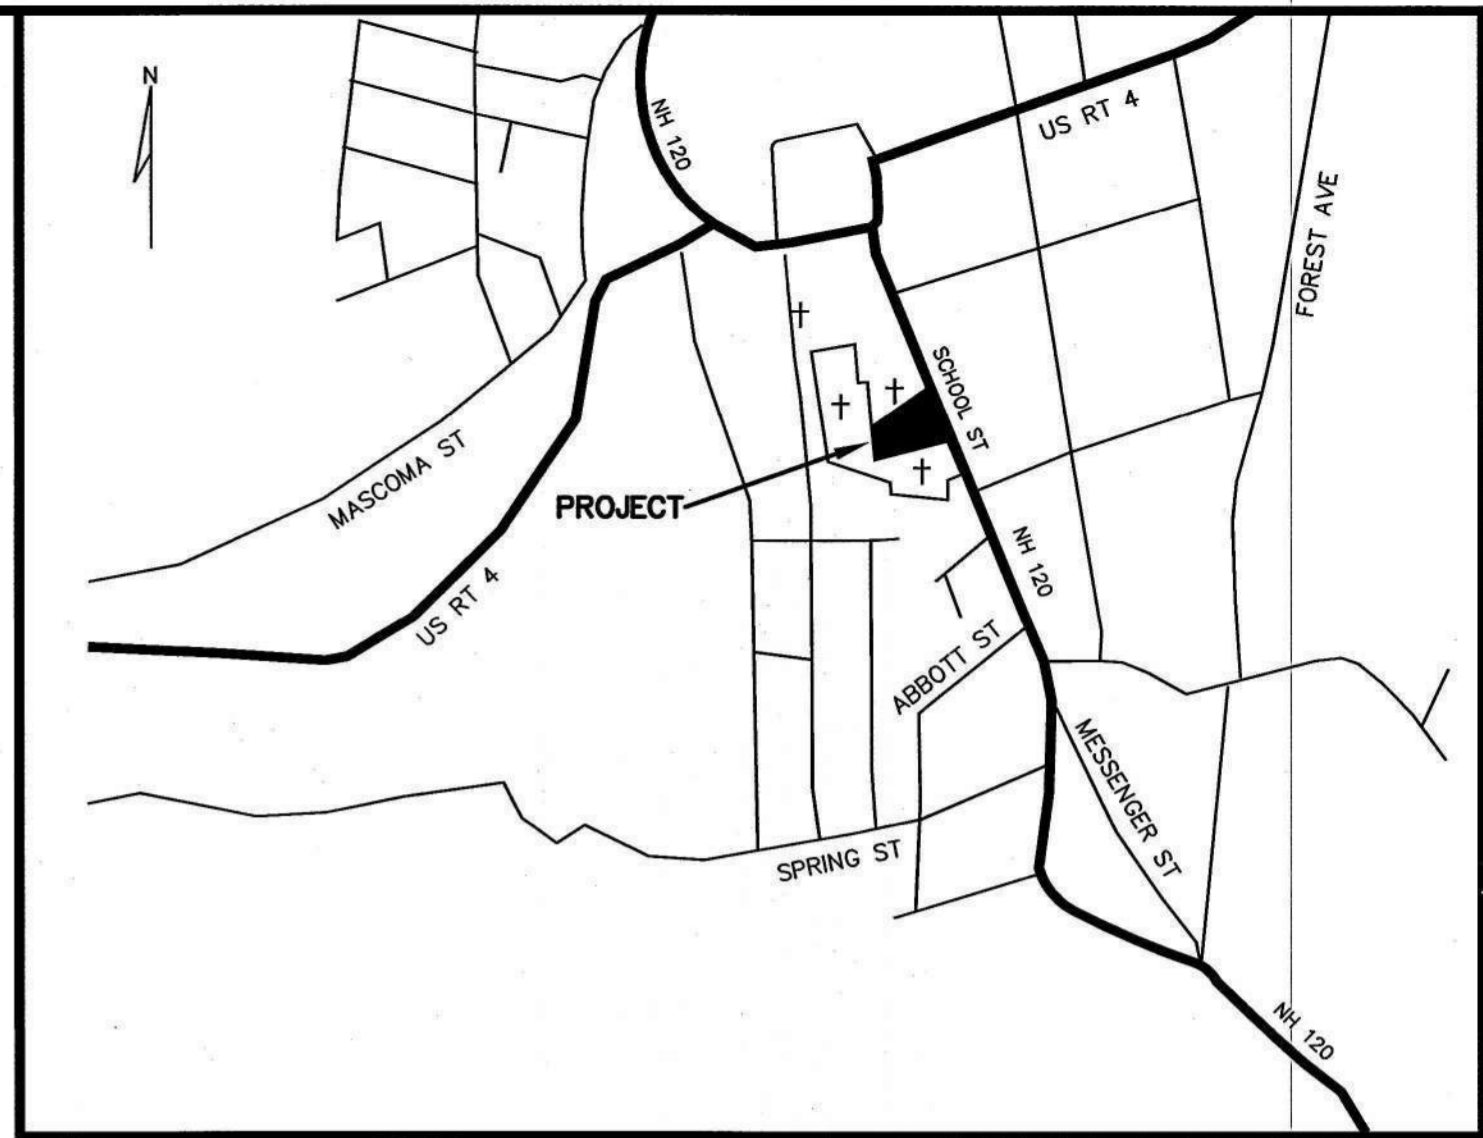 N
NH 120
US RT 4
FOREST AVE
SCHOOL ST
MASCOMA ST
PROJECT
NH 120
US RT 4
ABBOTT ST
MESSENGER ST
SPRING ST
NH 120